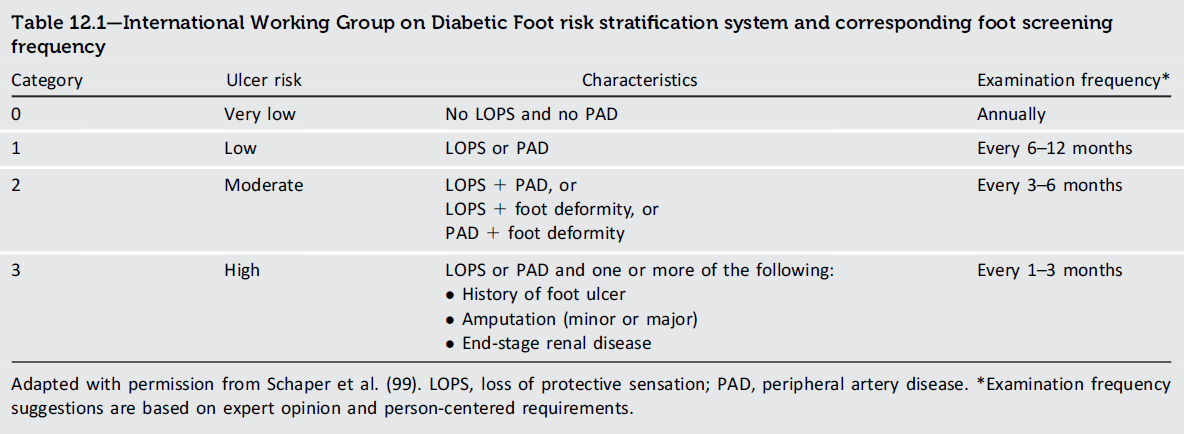 Table 12.1—International Working Group on Diabetic Foot risk stratification system and corresponding foot screening
frequency
Category Ulcer risk Characteristics Examination frequency*
0 Very low No LOPS and no PAD Annually
1 Low LOPS or PAD Every 6–12 months
2 Moderate LOPS + PAD, or Every 3–6 months
LOPS + foot deformity, or
PAD + foot deformity
3 High LOPS or PAD and one or more of the following: Every 1–3 months
● History of foot ulcer
● Amputation (minor or major)
● End-stage renal disease
Adapted with permission from Schaper et al. (99). LOPS, loss of protective sensation; PAD, peripheral artery disease. *Examination frequency
suggestions are based on expert opinion and person-centered requirements.